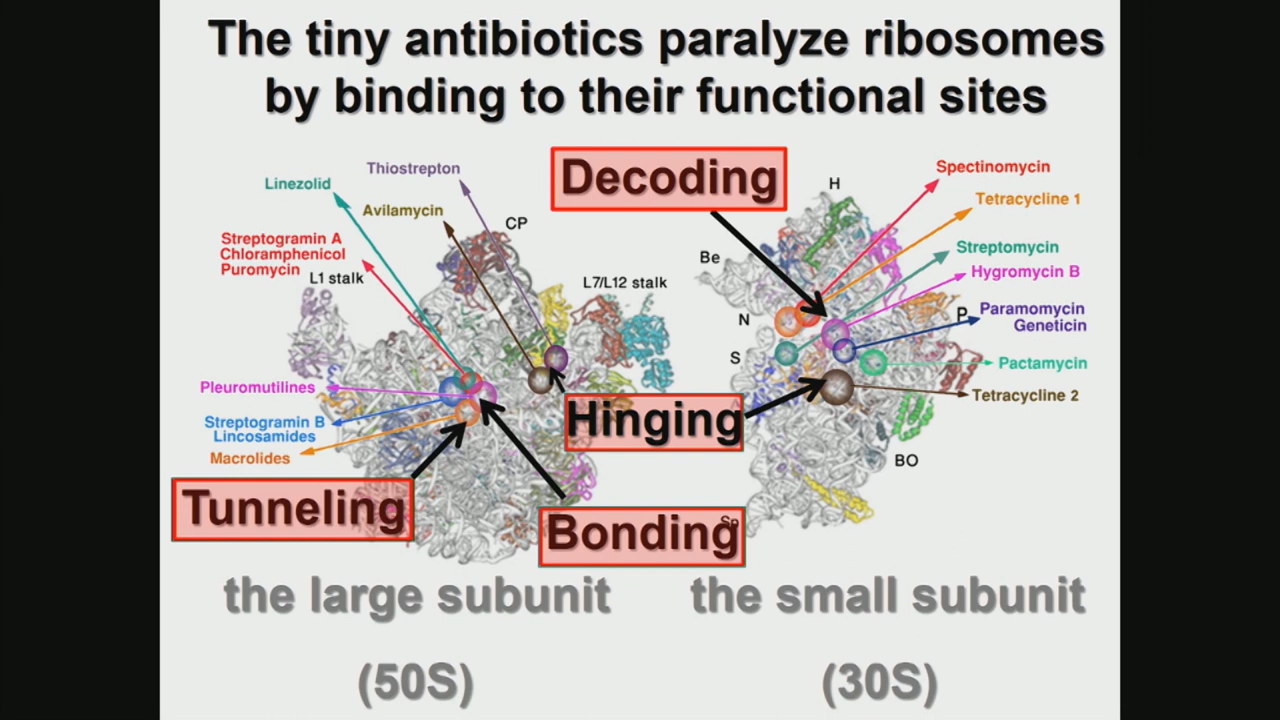 The tiny antibiotics paralyze ribosomes
by binding to their functional sites
Thiostrepton
Linezolid
Avilamycin
CP
Streptogramin A
Chloramphenicol
Puromycin
L1 stalk
L7/L12 stalk
Pleuromutilines
Streptogramin B
Lincosamides
Macrolides
Tunneling
Bonding
Hinging
Decoding
H
Spectinomycin
Tetracycline 1
Be
Streptomycin
Hygromycin B
N
P
Paramomycin
Geneticin
S
Pactamycin
Tetracycline 2
BO
Sp
the large subunit
(50S)
the small subunit
(30S)